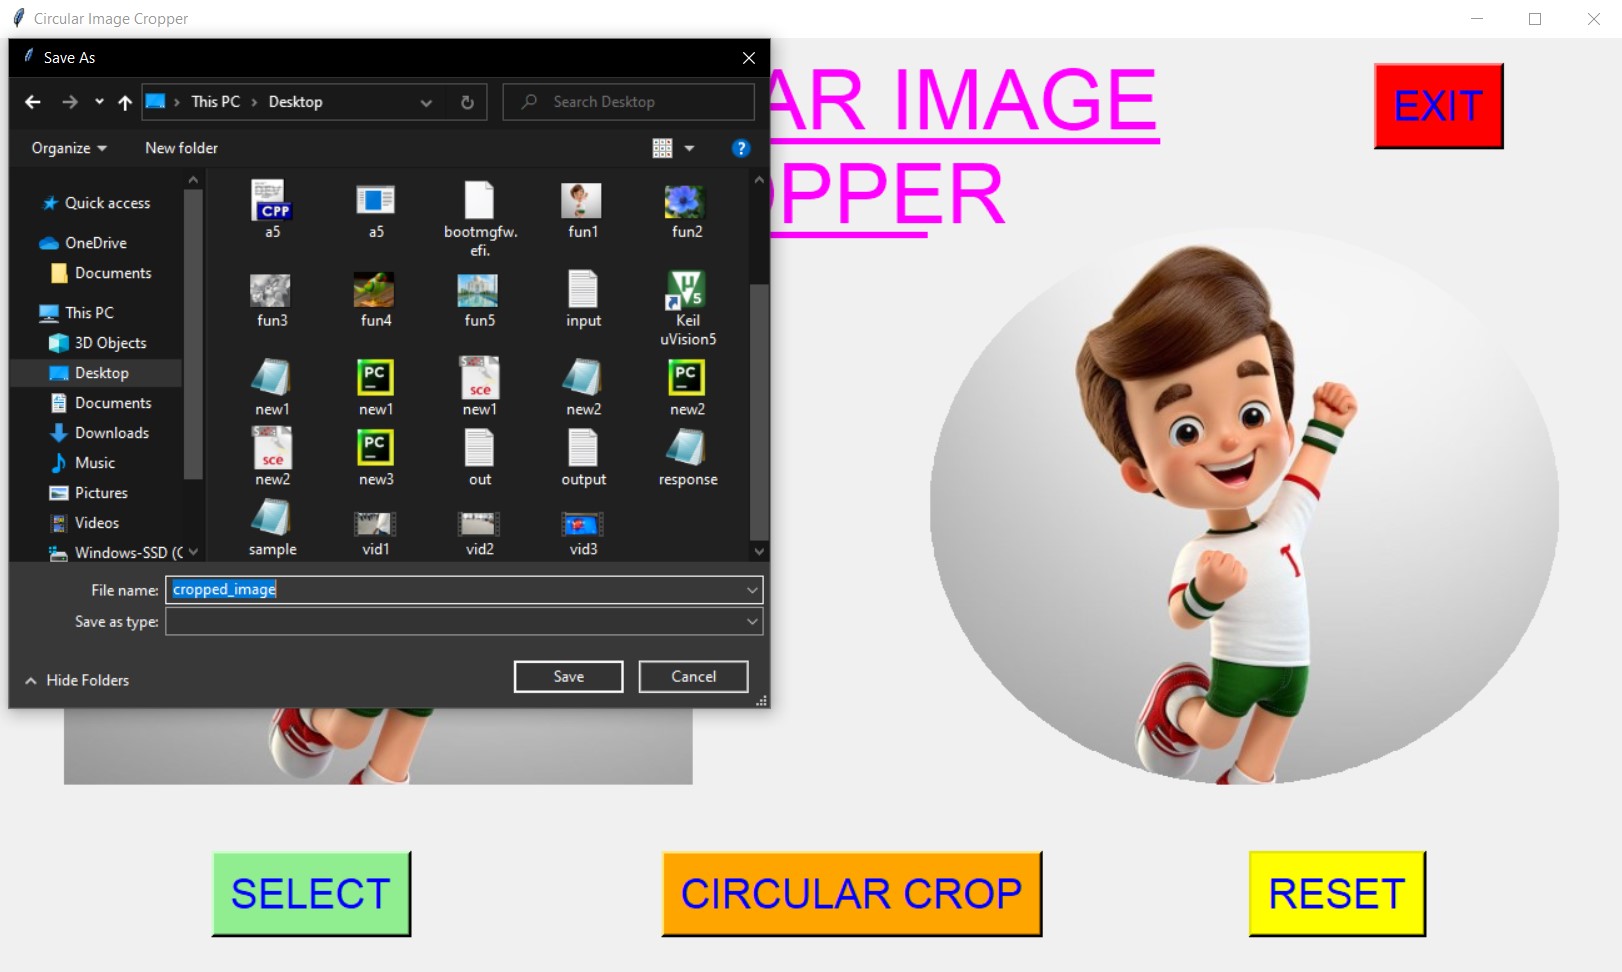 Circular Image Cropper
Save As
This PC
Desktop
Search Desktop
Organize
New folder
?
Quick access
OneDrive
Documents
This PC
3D Objects
Desktop
Documents
Downloads
Music
Pictures
Videos
Windows-SSD (C
CPP
a5
a5
bootmgfw.
efi.
fun1
fun2
fun3
fun4
fun5
input
µ
V5
Keil
uVision5
new1
PC
new1
sce
new1
new2
PC
new2
sce
new2
PC
new3
out
output
response
sample
vid1
vid2
vid3
File name: cropped_image
Save as type:
Hide Folders
Save
Cancel
AR IMAGE
OPPER
EXIT
T
SELECT
CIRCULAR CROP
RESET